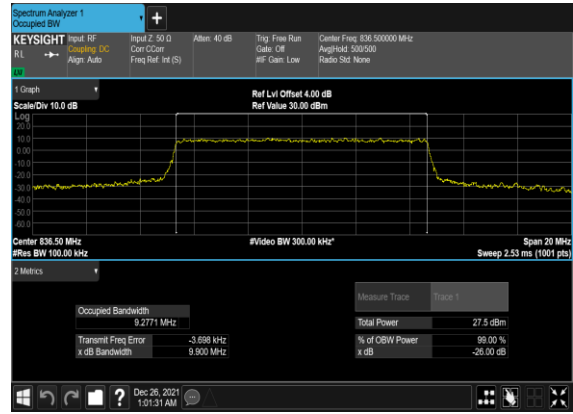 Spectrum Analyzer 1
Occupied BW
+
KEYSIGHT Input: RF Input Z: 50 Ω Atten: 40 dB Trig: Free Run Center Freq: 836.500000 MHz
RL Coupling: DC Corr CCorr Gate: Off Avg|Hold: 500/500
Align: Auto Freq Ref: Int (S) #IF Gain: Low Radio Std: None
LW
1 Graph
Scale/Div 10.0 dB Ref Lvl Offset 4.00 dB
Ref Value 30.00 dBm
Log
20.0
10.0
0.00
-10.0
-20.0
-30.0
-40.0
-50.0
-60.0
Center 836.50 MHz #Video BW 300.00 kHz* Span 20 MHz
#Res BW 100.00 kHz Sweep 2.53 ms (1001 pts)
2 Metrics
Measure Trace Trace 1
Occupied Bandwidth
9.2771 MHz Total Power 27.5 dBm
Transmit Freq Error -3.698 kHz % of OBW Power 99.00 %
x dB Bandwidth 9.900 MHz x dB -26.00 dB
? Dec 26, 2021
1:01:31 AM